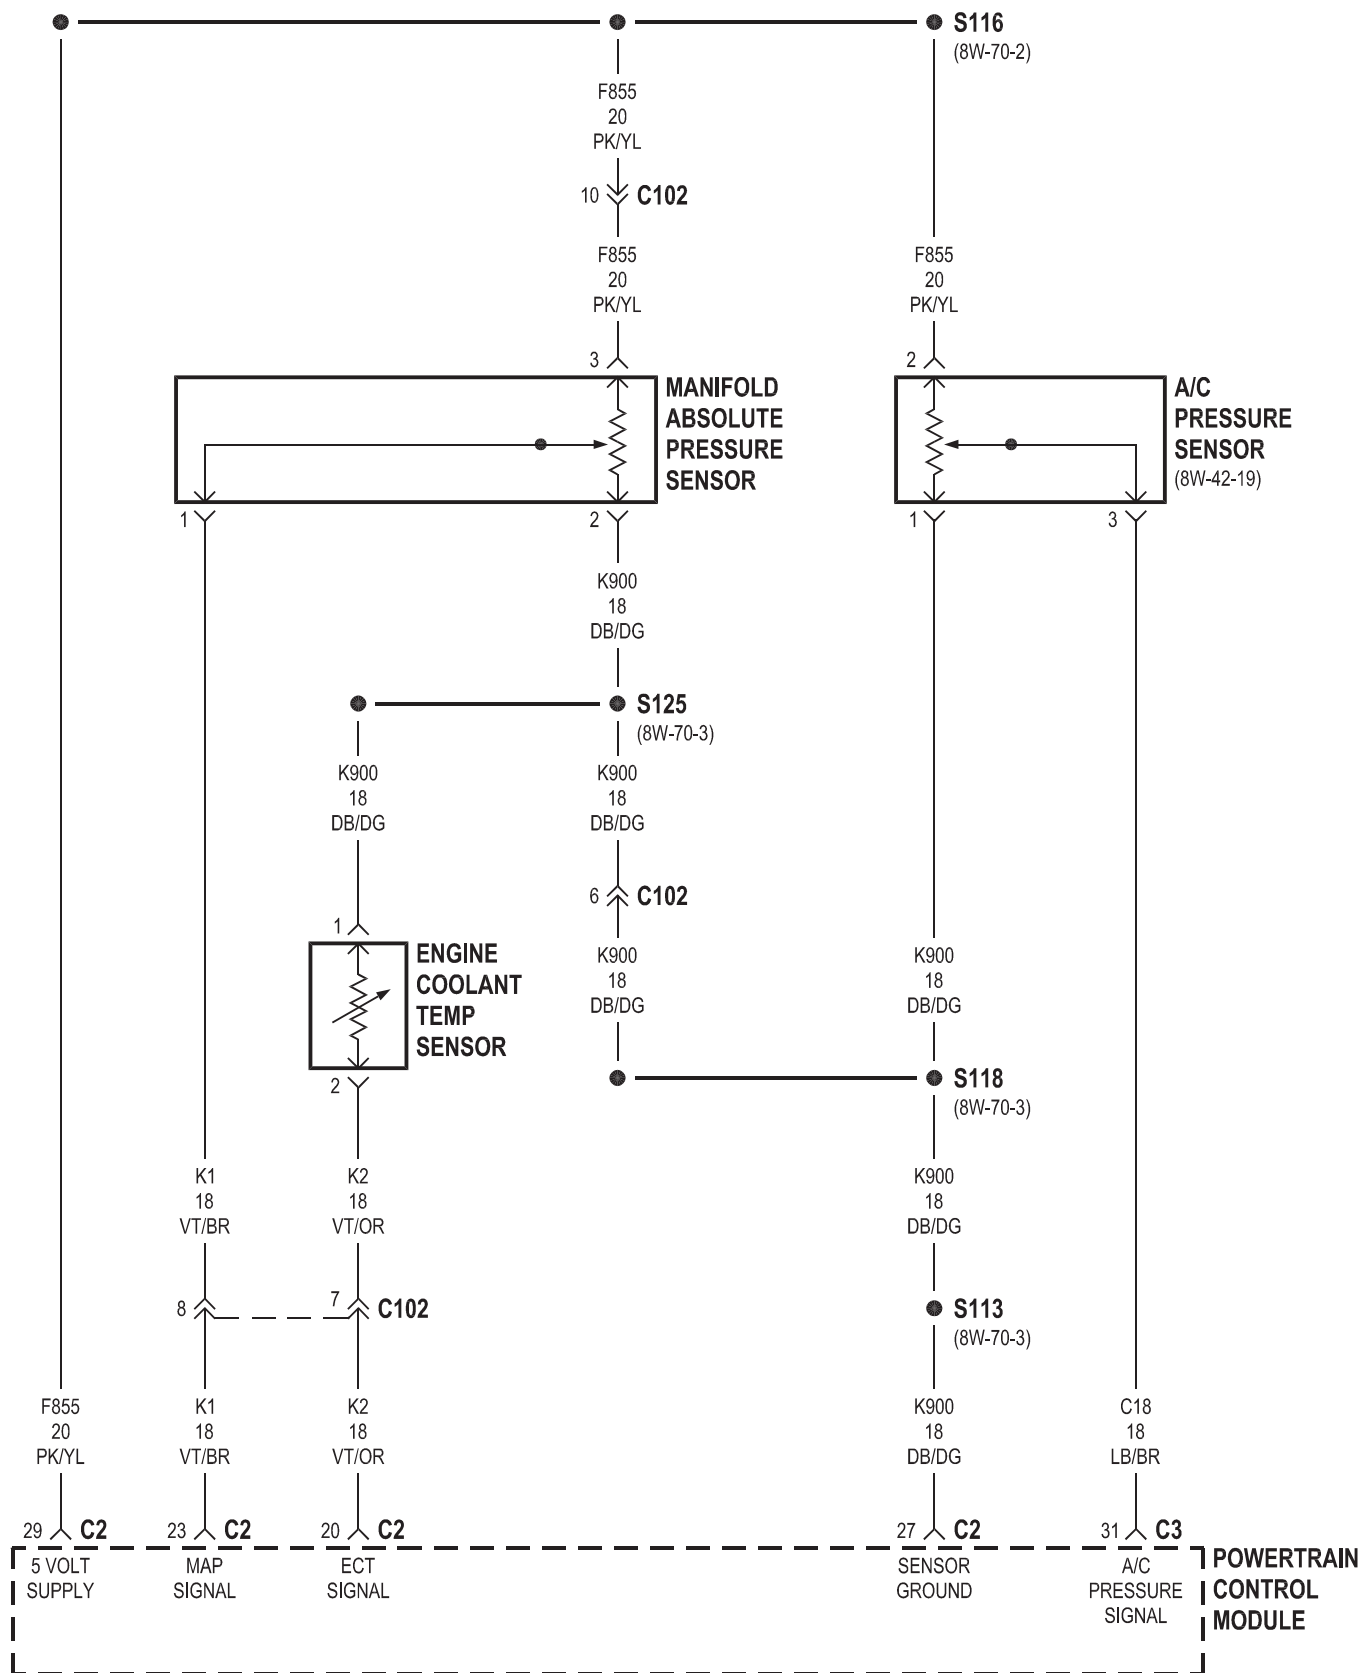 S116
(8W-70-2)
F855
20
PK/YL
10 C102
F855
20
PK/YL
F855
20
PK/YL
3
2
MANIFOLD
ABSOLUTE
PRESSURE
SENSOR
A/C
PRESSURE
SENSOR
(8W-42-19)
1
2
1
3
K900
18
DB/DG
S125
(8W-70-3)
K900
18
DB/DG
K900
18
DB/DG
6 C102
1
ENGINE
COOLANT
TEMP
SENSOR
2
K900
18
DB/DG
K900
18
DB/DG
S118
(8W-70-3)
K1
18
VT/BR
K2
18
VT/OR
K900
18
DB/DG
8
7 C102
S113
(8W-70-3)
F855
20
PK/YL
K1
18
VT/BR
K2
18
VT/OR
K900
18
DB/DG
C18
18
LB/BR
29 C2
23 C2
20 C2
27 C2
31 C3
5 VOLT
SUPPLY
MAP
SIGNAL
ECT
SIGNAL
SENSOR
GROUND
A/C
PRESSURE
SIGNAL
POWERTRAIN
CONTROL
MODULE